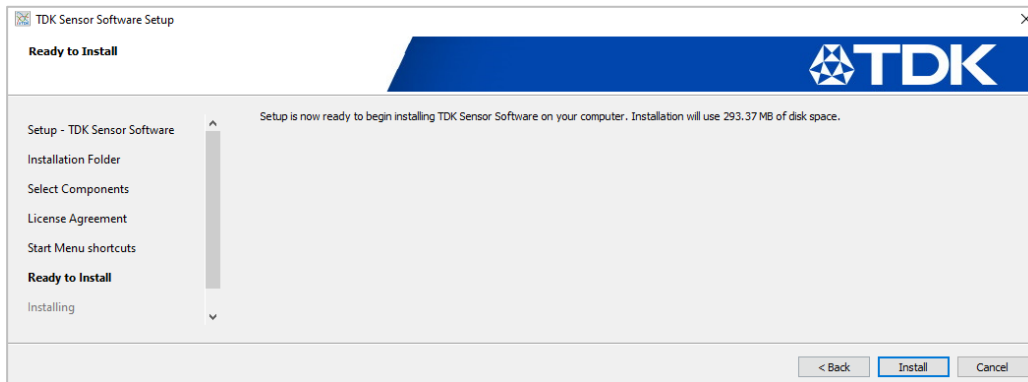 TDK Sensor Software Setup
Ready to Install
TDK
Setup - TDK Sensor Software
Installation Folder
Select Components
License Agreement
Start Menu shortcuts
Ready to Install
Installing
Setup is now ready to begin installing TDK Sensor Software on your computer. Installation will use 293.37 MB of disk space.
< Back
Install
Cancel